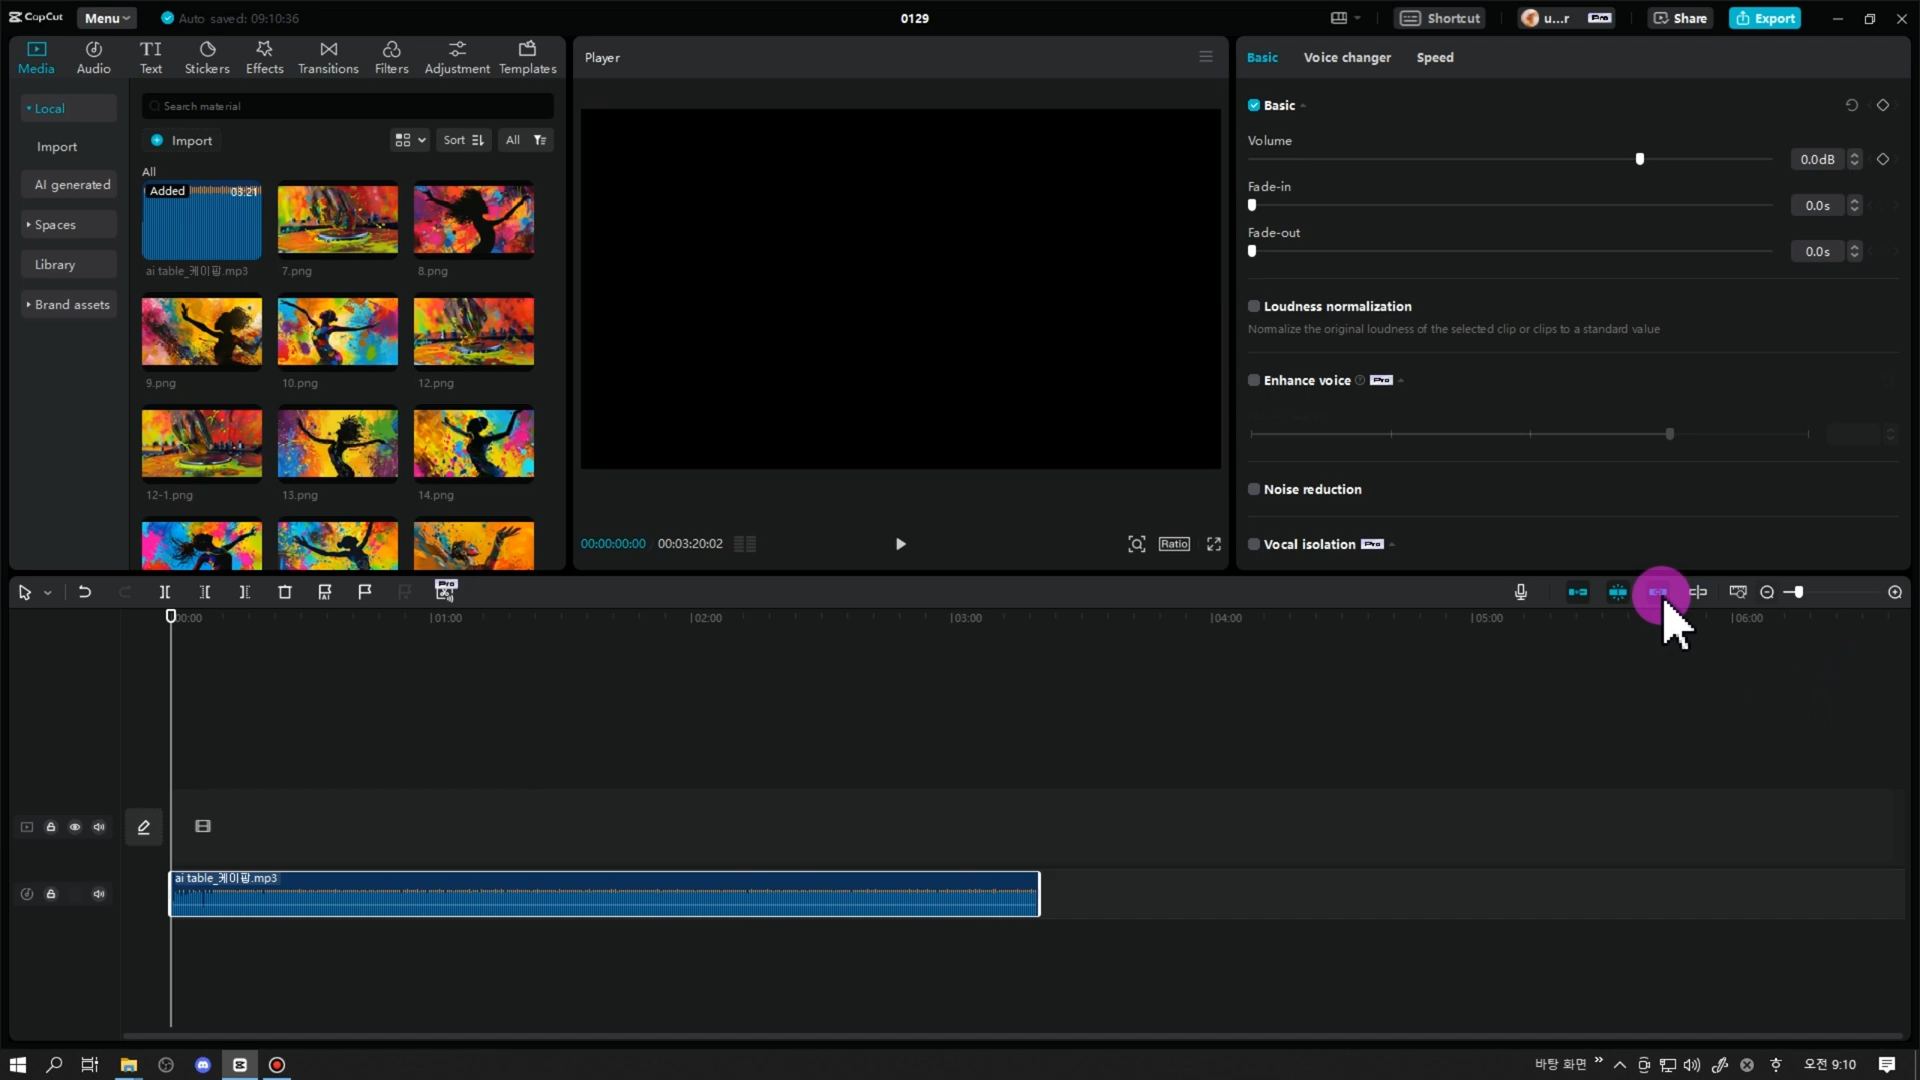 CapCut
Menu
Auto saved: 09:10:36
0129
Shortcut
u...r
Pro
Share
Export
Media
Audio
TI
Text
Stickers
Effects
Transitions
Filters
Adjustment
Templates
Local
Import
AI generated
Spaces
Library
Brand assets
Search material
Import
Sort
All
All
Added
03:21
ai table_케이팝.mp3
7.png
8.png
9.png
10.png
12.png
12-1.png
13.png
14.png
Player
00:00:00:00
00:03:20:02
Ratio
Basic
Voice changer
Speed
Basic
Volume
0.0dB
Fade-in
0.0s
Fade-out
0.0s
Loudness normalization
Normalize the original loudness of the selected clip or clips to a standard value
Enhance voice
Pro
Noise reduction
Vocal isolation
Pro
Pro
00:00
01:00
02:00
03:00
04:00
05:00
06:00
ai table_케이팝.mp3
바탕 화면
오전 9:10